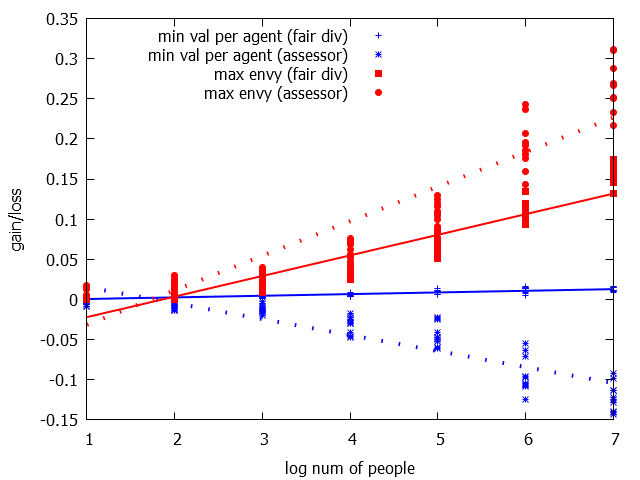 0.35
0.3
0.25
0.2
0.15
0.1
0.05
0
-0.05
-0.1
-0.15
gain/loss
min val per agent (fair div)
min val per agent (assessor)
max envy (fair div)
max envy (assessor)
1 2 3 4 5 6 7
log num of people